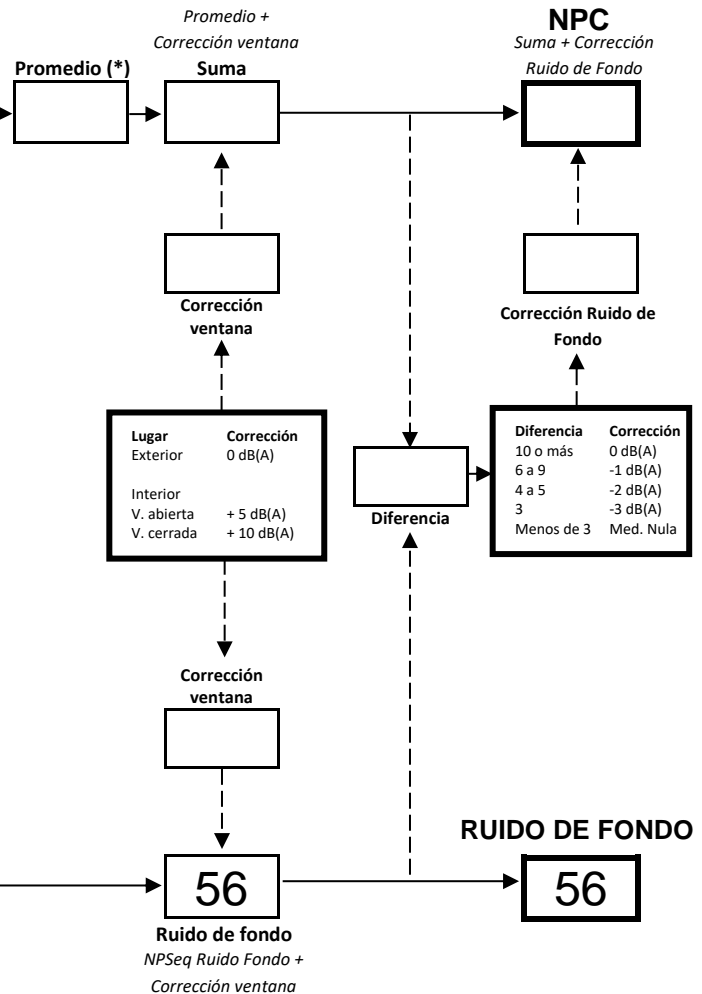 Promedio +
Corrección ventana
NPC
Suma + Corrección
Ruido de Fondo
Promedio (*)
Suma
Corrección
ventana
Corrección Ruido de
Fondo
Lugar Corrección
Exterior 0 dB(A)
Interior
V. abierta + 5 dB(A)
V. cerrada + 10 dB(A)
Diferencia
Diferencia Corrección
10 o más 0 dB(A)
6 a 9 -1 dB(A)
4 a 5 -2 dB(A)
3 -3 dB(A)
Menos de 3 Med. Nula
Corrección
ventana
RUIDO DE FONDO
56
56
Ruido de fondo
NPSeq Ruido Fondo +
Corrección ventana